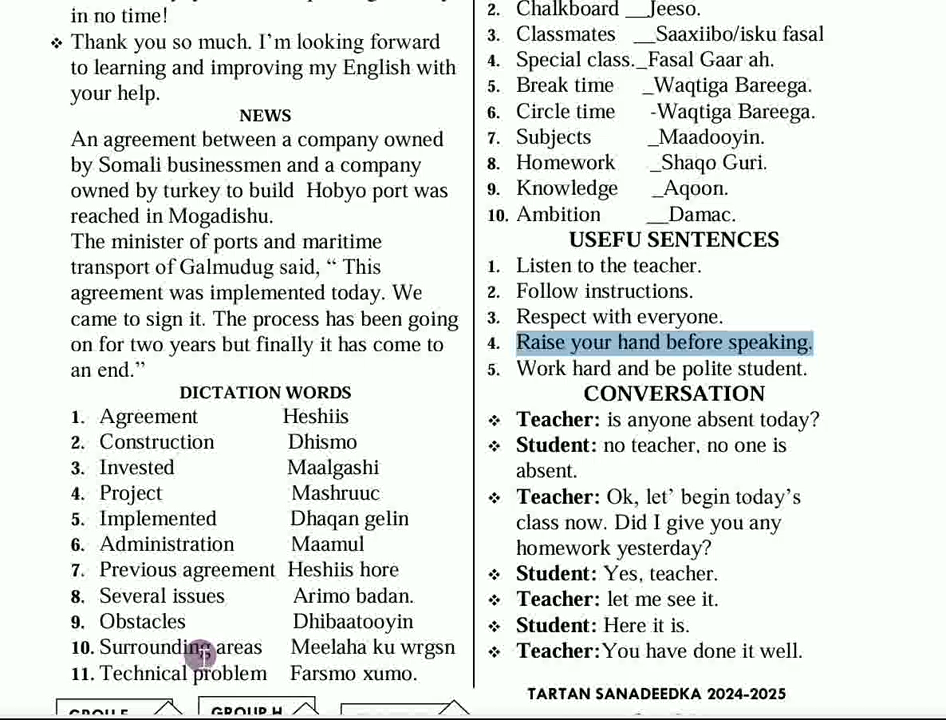 in no time!
❖ Thank you so much. I'm looking forward
to learning and improving my English with
your help.
NEWS
An agreement between a company owned
by Somali businessmen and a company
owned by turkey to build Hobyo port was
reached in Mogadishu.
The minister of ports and maritime
transport of Galmudug said, “ This
agreement was implemented today. We
came to sign it. The process has been going
on for two years but finally it has come to
an end.”
DICTATION WORDS
1. Agreement Heshiis
2. Construction Dhismo
3. Invested Maalgashi
4. Project Mashruuc
5. Implemented Dhaqan gelin
6. Administration Maamul
7. Previous agreement Heshiis hore
8. Several issues Arimo badan.
9. Obstacles Dhibaatooyin
10. Surrounding areas Meelaha ku wrgsn
11. Technical problem Farsmo xumo.
GROUP H
2. Chalkboard __Jeeso.
3. Classmates __Saaxiibo/isku fasal
4. Special class._Fasal Gaar ah.
5. Break time _Waqtiga Bareega.
6. Circle time -Waqtiga Bareega.
7. Subjects _Maadooyin.
8. Homework _Shaqo Guri.
9. Knowledge _Aqoon.
10. Ambition __Damac.
USEFU SENTENCES
1. Listen to the teacher.
2. Follow instructions.
3. Respect with everyone.
4. Raise your hand before speaking.
5. Work hard and be polite student.
CONVERSATION
❖ Teacher: is anyone absent today?
❖ Student: no teacher, no one is
absent.
❖ Teacher: Ok, let' begin today's
class now. Did I give you any
homework yesterday?
❖ Student: Yes, teacher.
❖ Teacher: let me see it.
❖ Student: Here it is.
❖ Teacher:You have done it well.
TARTAN SANADEEDKA 2024-2025